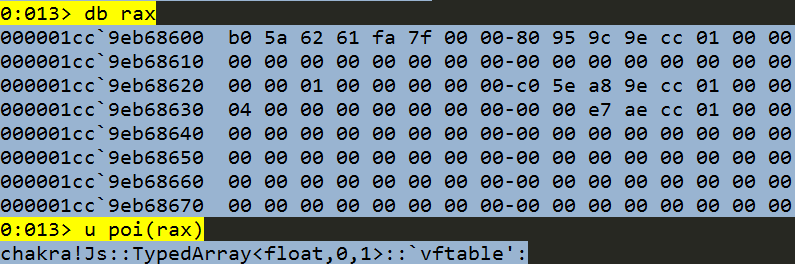 0:013> db rax
000001cc`9eb68600  b0 5a 62 61 fa 7f 00 00-80 95 9c 9e cc 01 00 00
000001cc`9eb68610  00 00 00 00 00 00 00 00-00 00 00 00 00 00 00 00
000001cc`9eb68620  00 00 01 00 00 00 00 00-c0 5e a8 9e cc 01 00 00
000001cc`9eb68630  04 00 00 00 00 00 00 00-00 00 e7 ae cc 01 00 00
000001cc`9eb68640  00 00 00 00 00 00 00 00-00 00 00 00 00 00 00 00
000001cc`9eb68650  00 00 00 00 00 00 00 00-00 00 00 00 00 00 00 00
000001cc`9eb68660  00 00 00 00 00 00 00 00-00 00 00 00 00 00 00 00
000001cc`9eb68670  00 00 00 00 00 00 00 00-00 00 00 00 00 00 00 00
0:013> u poi(rax)
chakra!Js::TypedArray<float,0,1>::`vftable':